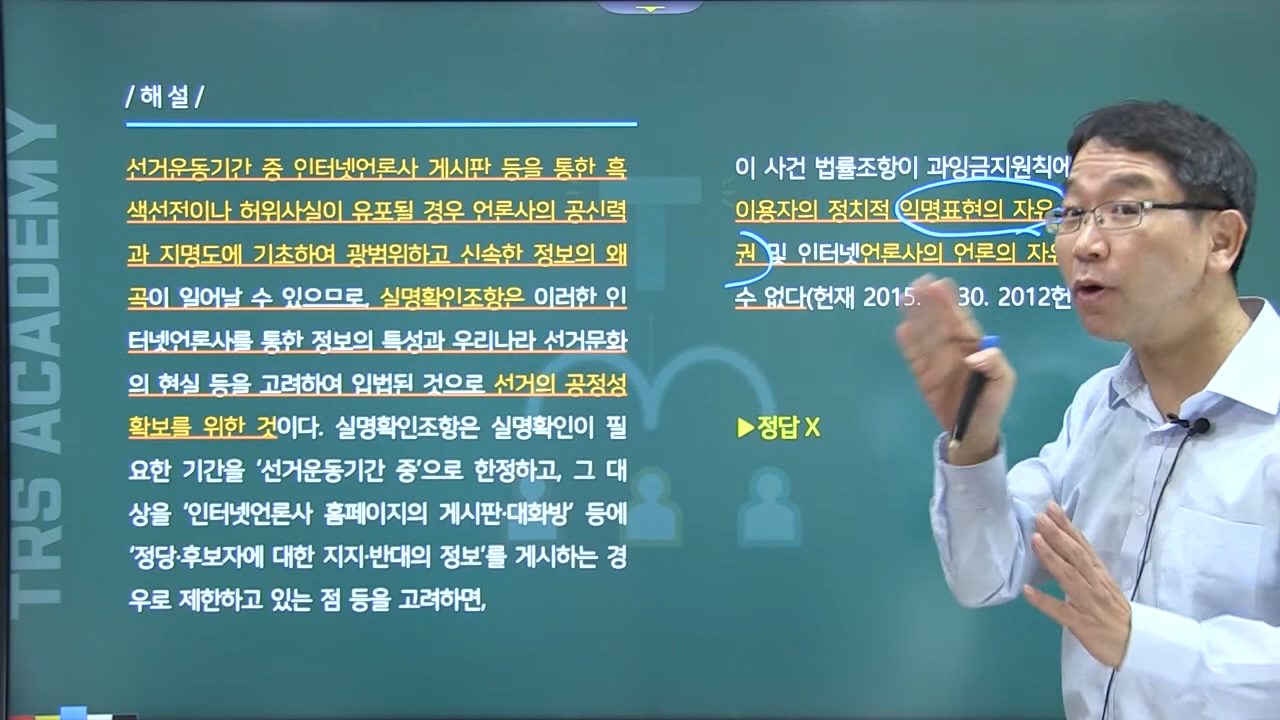 TRS ACADEMY
/ 해 설 /
선거운동기간 중 인터넷언론사 게시판 등을 통한 흑
색선전이나 허위사실이 유포될 경우 언론사의 공신력
과 지명도에 기초하여 광범위하고 신속한 정보의 왜
곡이 일어날 수 있으므로, 실명확인조항은 이러한 인
터넷언론사를 통한 정보의 특성과 우리나라 선거문화
의 현실 등을 고려하여 입법된 것으로 선거의 공정성
확보를 위한 것이다. 실명확인조항은 실명확인이 필
요한 기간을 '선거운동기간 중'으로 한정하고, 그 대
상을 '인터넷언론사 홈페이지의 게시판·대화방' 등에
'정당·후보자에 대한 지지·반대의 정보'를 게시하는 경
우로 제한하고 있는 점 등을 고려하면,
이 사건 법률조항이 과잉금지원칙에
이용자의 정치적 익명표현의 자유
권 및 인터넷언론사의 언론의 자유
수 없다(헌재 2015. 30. 2012헌
▶정답 X